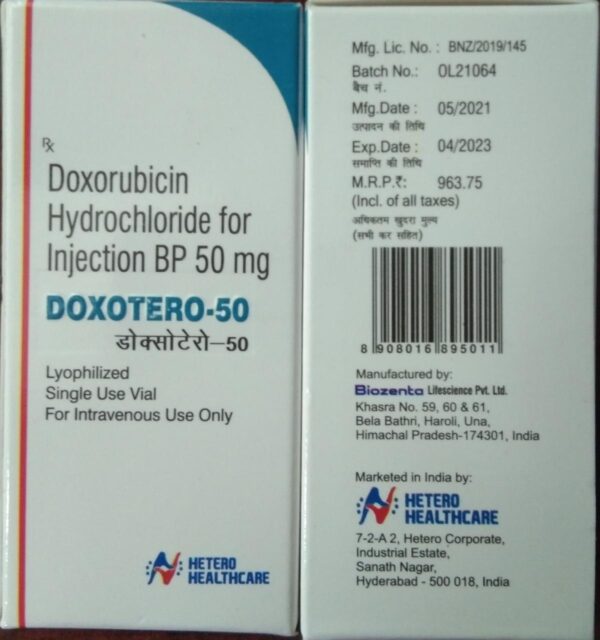 Rx
Doxorubicin
Hydrochloride for
Injection BP 50 mg
DOXOTERO-50
डोक्सोटेरो-50
Lyophilized
Single Use Vial
For Intravenous Use Only
HETERO
HEALTHCARE
Mfg. Lic. No. : BNZ/2019/145
Batch No.: OL21064
बैच नं.
Mfg.Date : 05/2021
उत्पादन की तिथि
Exp.Date : 04/2023
समाप्ति की तिथि
M.R.P.₹: 963.75
(Incl. of all taxes)
अधिकतम खुदरा मुल्य
(सभी कर सहित)
8 908016 895011
Manufactured by:
Biozenta Lifescience Pvt. Ltd.
Khasra No. 59, 60 & 61,
Bela Bathri, Haroli, Una,
Himachal Pradesh-174301, India
Marketed in India by:
HETERO
HEALTHCARE
7-2-A 2, Hetero Corporate,
Industrial Estate,
Sanath Nagar,
Hyderabad - 500 018, India